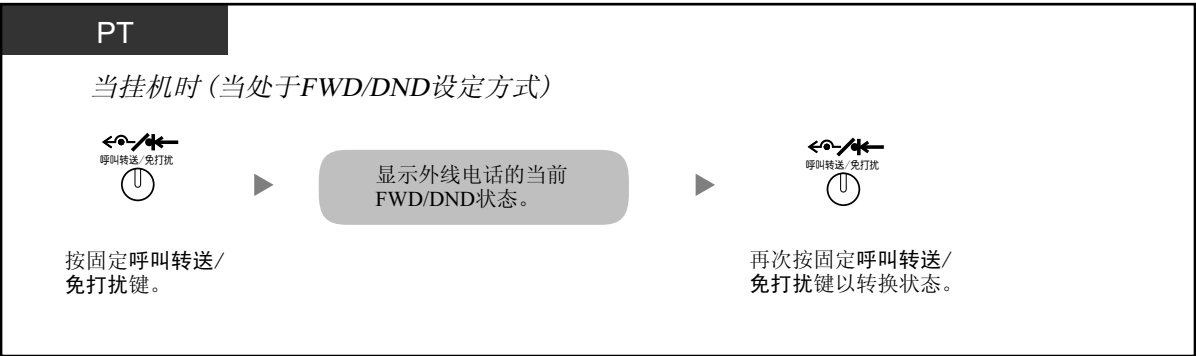 PT
当挂机时 (当处于FWD/DND设定方式)
呼叫转送/免打扰
显示外线电话的当前
FWD/DND状态。
呼叫转送/免打扰
按固定呼叫转送/
免打扰键。
再次按固定呼叫转送/
免打扰键以转换状态。